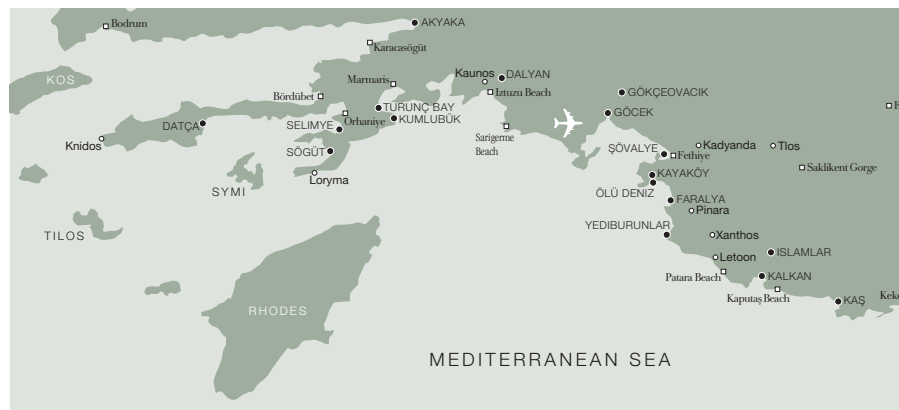 AKYAKA
Bodrum
Karacasögüt
KOS
Marmaris
Kaunos
DALYAN
Iztuzu Beach
GÖKÇEOVACIK
Bördübet
TURUNÇ BAY
GÖCEK
Orhaniye
KUMLUBÜK
DATÇA
SELIMYE
Sarigerme
Beach
Knidos
SÖGÜT
ŞÖVALYE
Fethiye
Kadyanda
Tlos
Saklikent Gorge
Loryma
KAYAKÖY
SYMI
ÖLÜ DENIZ
FARALYA
Pinara
TILOS
YEDIBURUNLAR
Xanthos
ISLAMLAR
Letoon
Patara Beach
KALKAN
Kaputaş Beach
KAŞ
RHODES
MEDITERRANEAN SEA